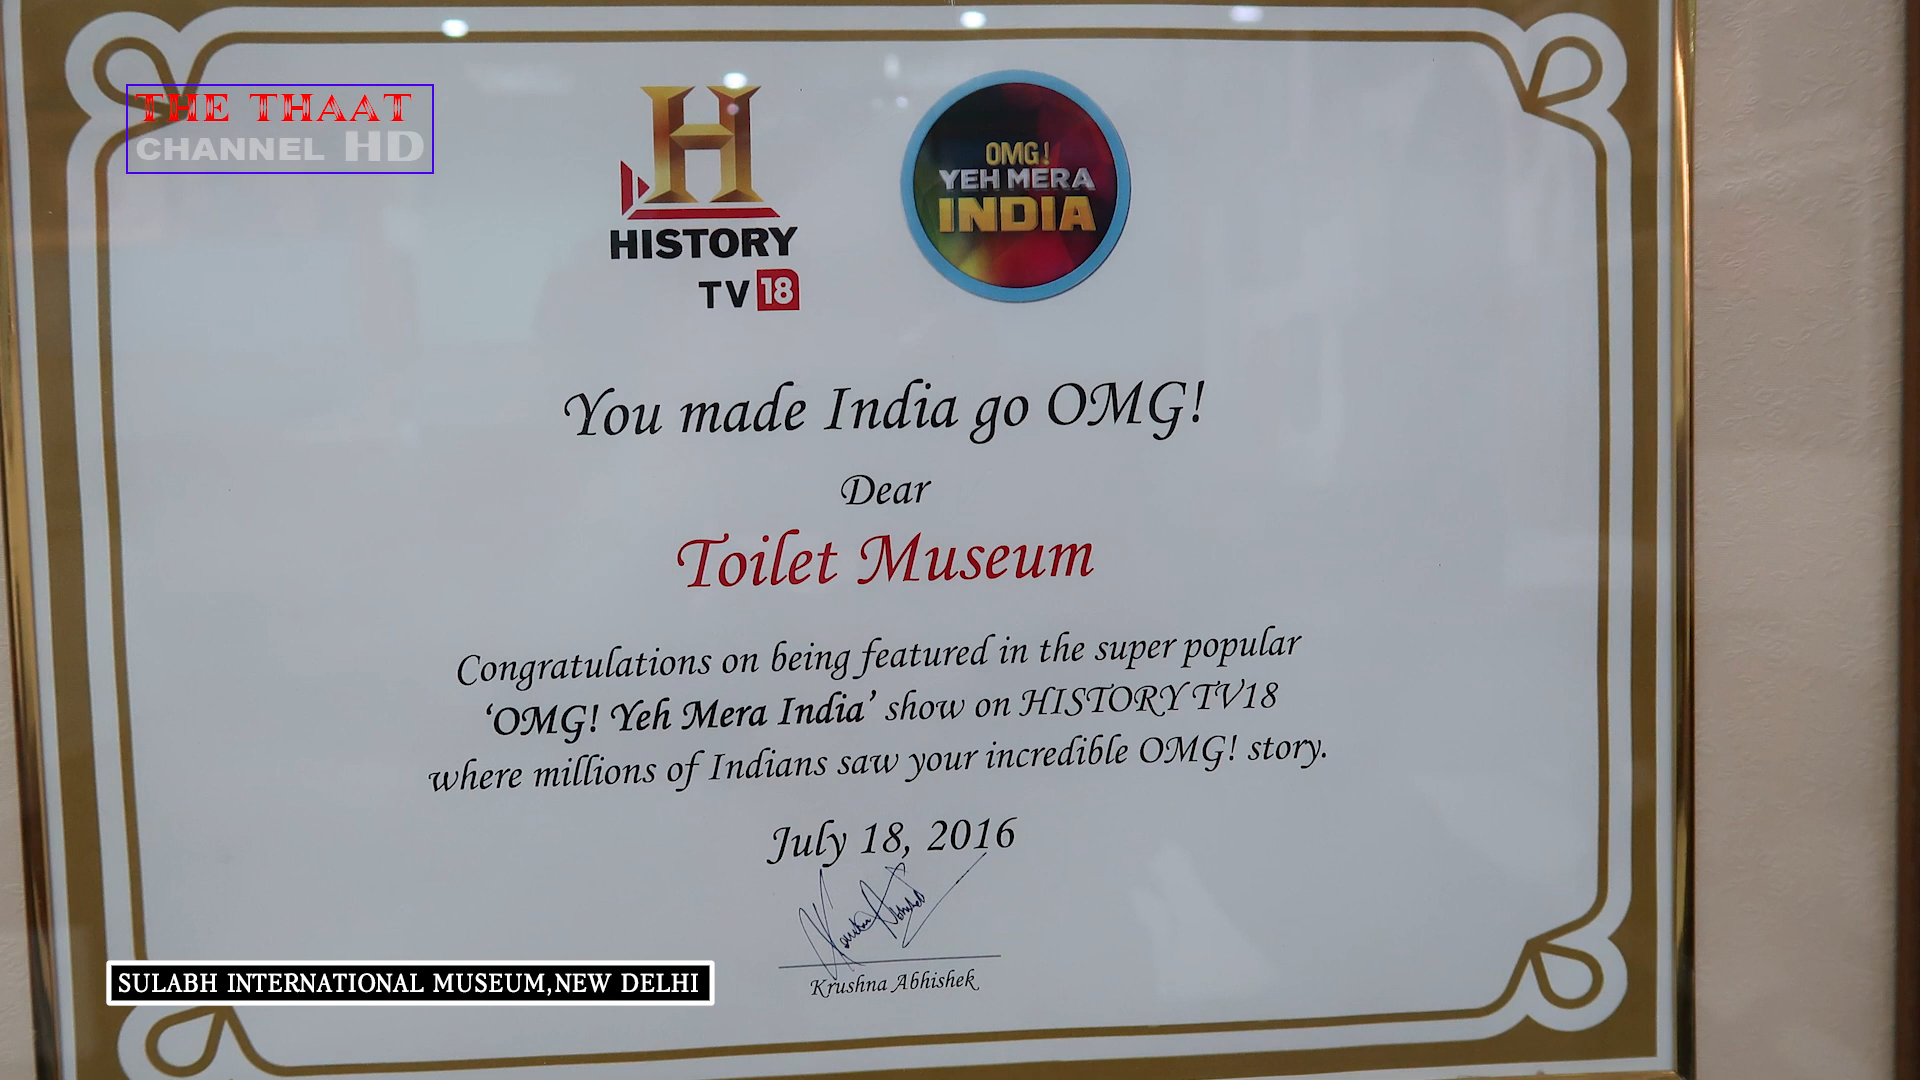 THE THAAT
CHANNEL HD
HISTORY
TV18
OMG!
YEH MERA
INDIA
You made India go OMG!
Dear
Toilet Museum
Congratulations on being featured in the super popular
‘OMG! Yeh Mera India’ show on HISTORY TV18
where millions of Indians saw your incredible OMG! story.
July 18, 2016
Krushna Abhishek
SULABH INTERNATIONAL MUSEUM,NEW DELHI